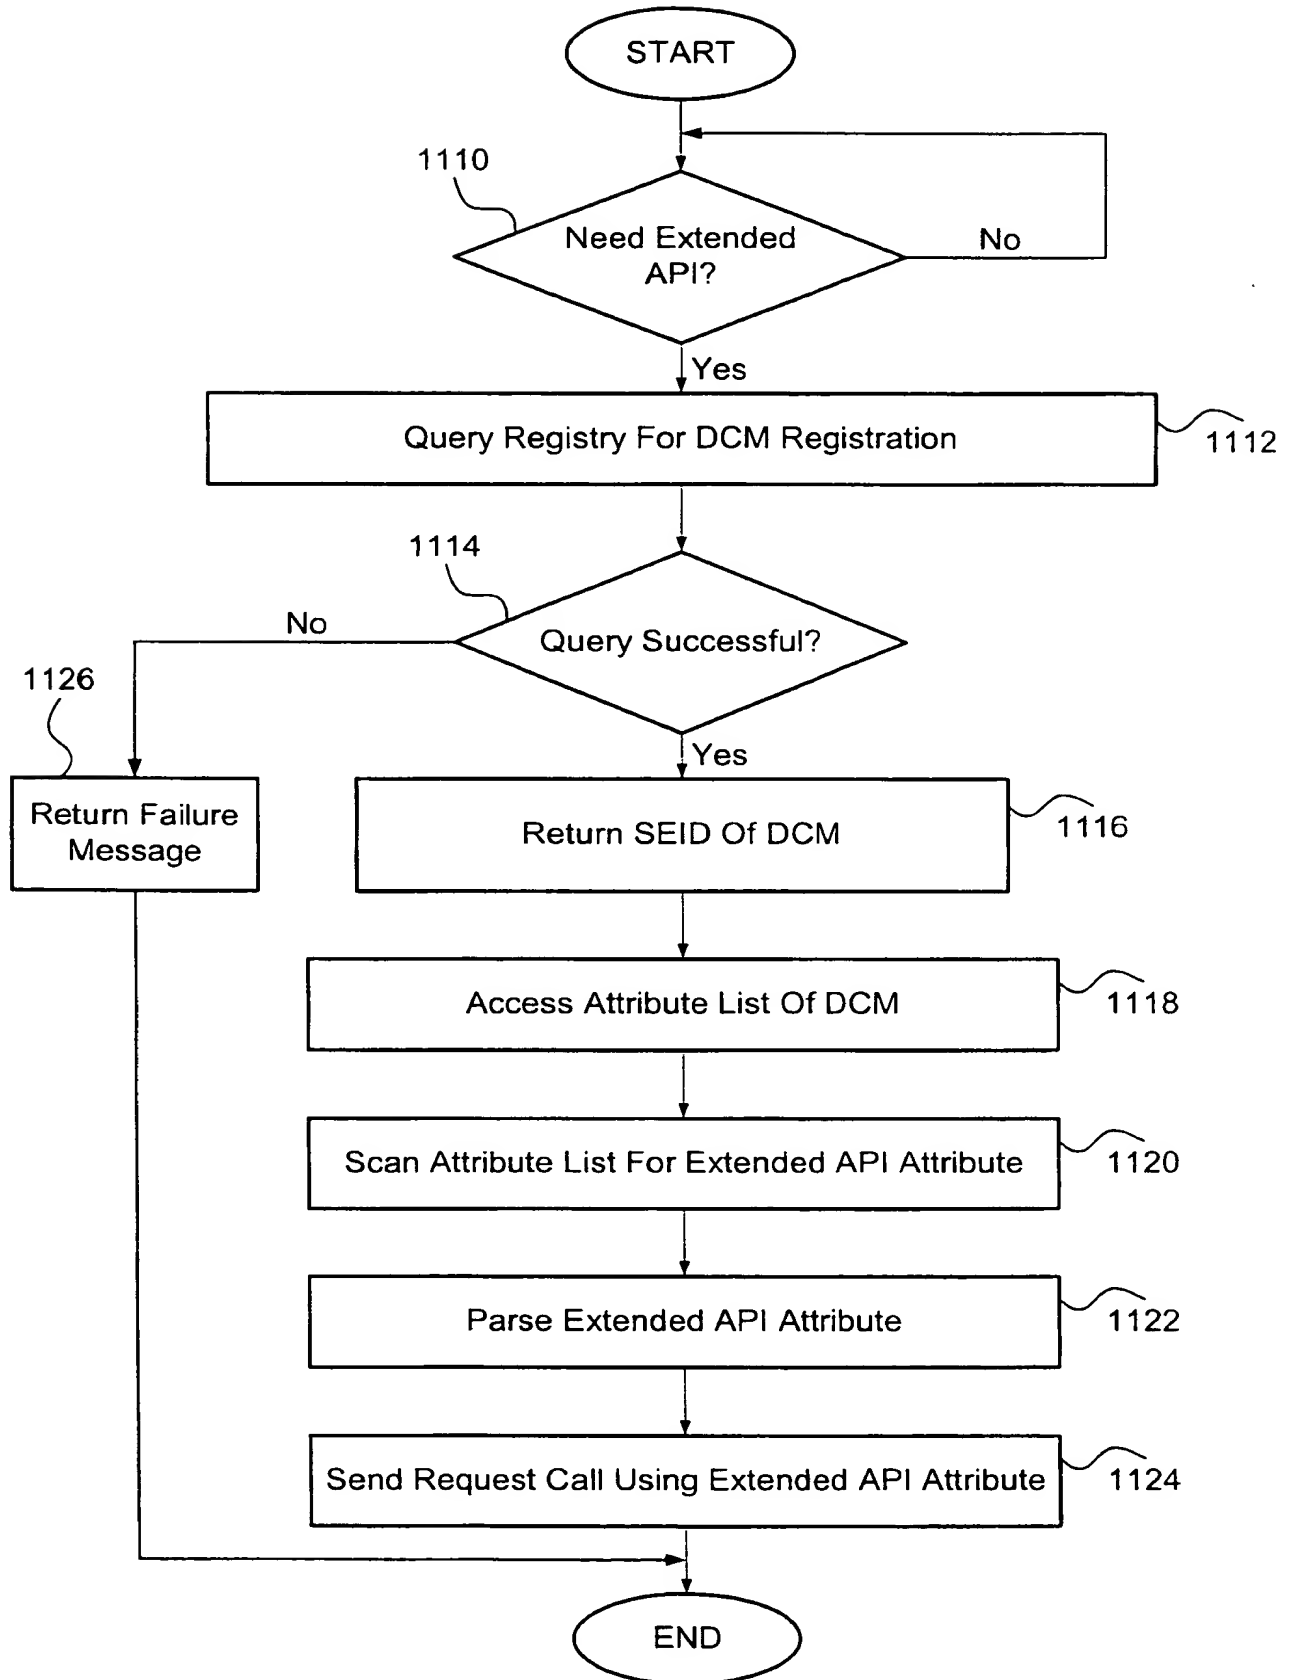 START
1110
Need Extended
API?
No
Yes
Query Registry For DCM Registration
1112
1114
No
Query Successful?
1126
Yes
Return Failure
Message
Return SEID Of DCM
1116
Access Attribute List Of DCM
1118
Scan Attribute List For Extended API Attribute
1120
Parse Extended API Attribute
1122
Send Request Call Using Extended API Attribute
1124
END